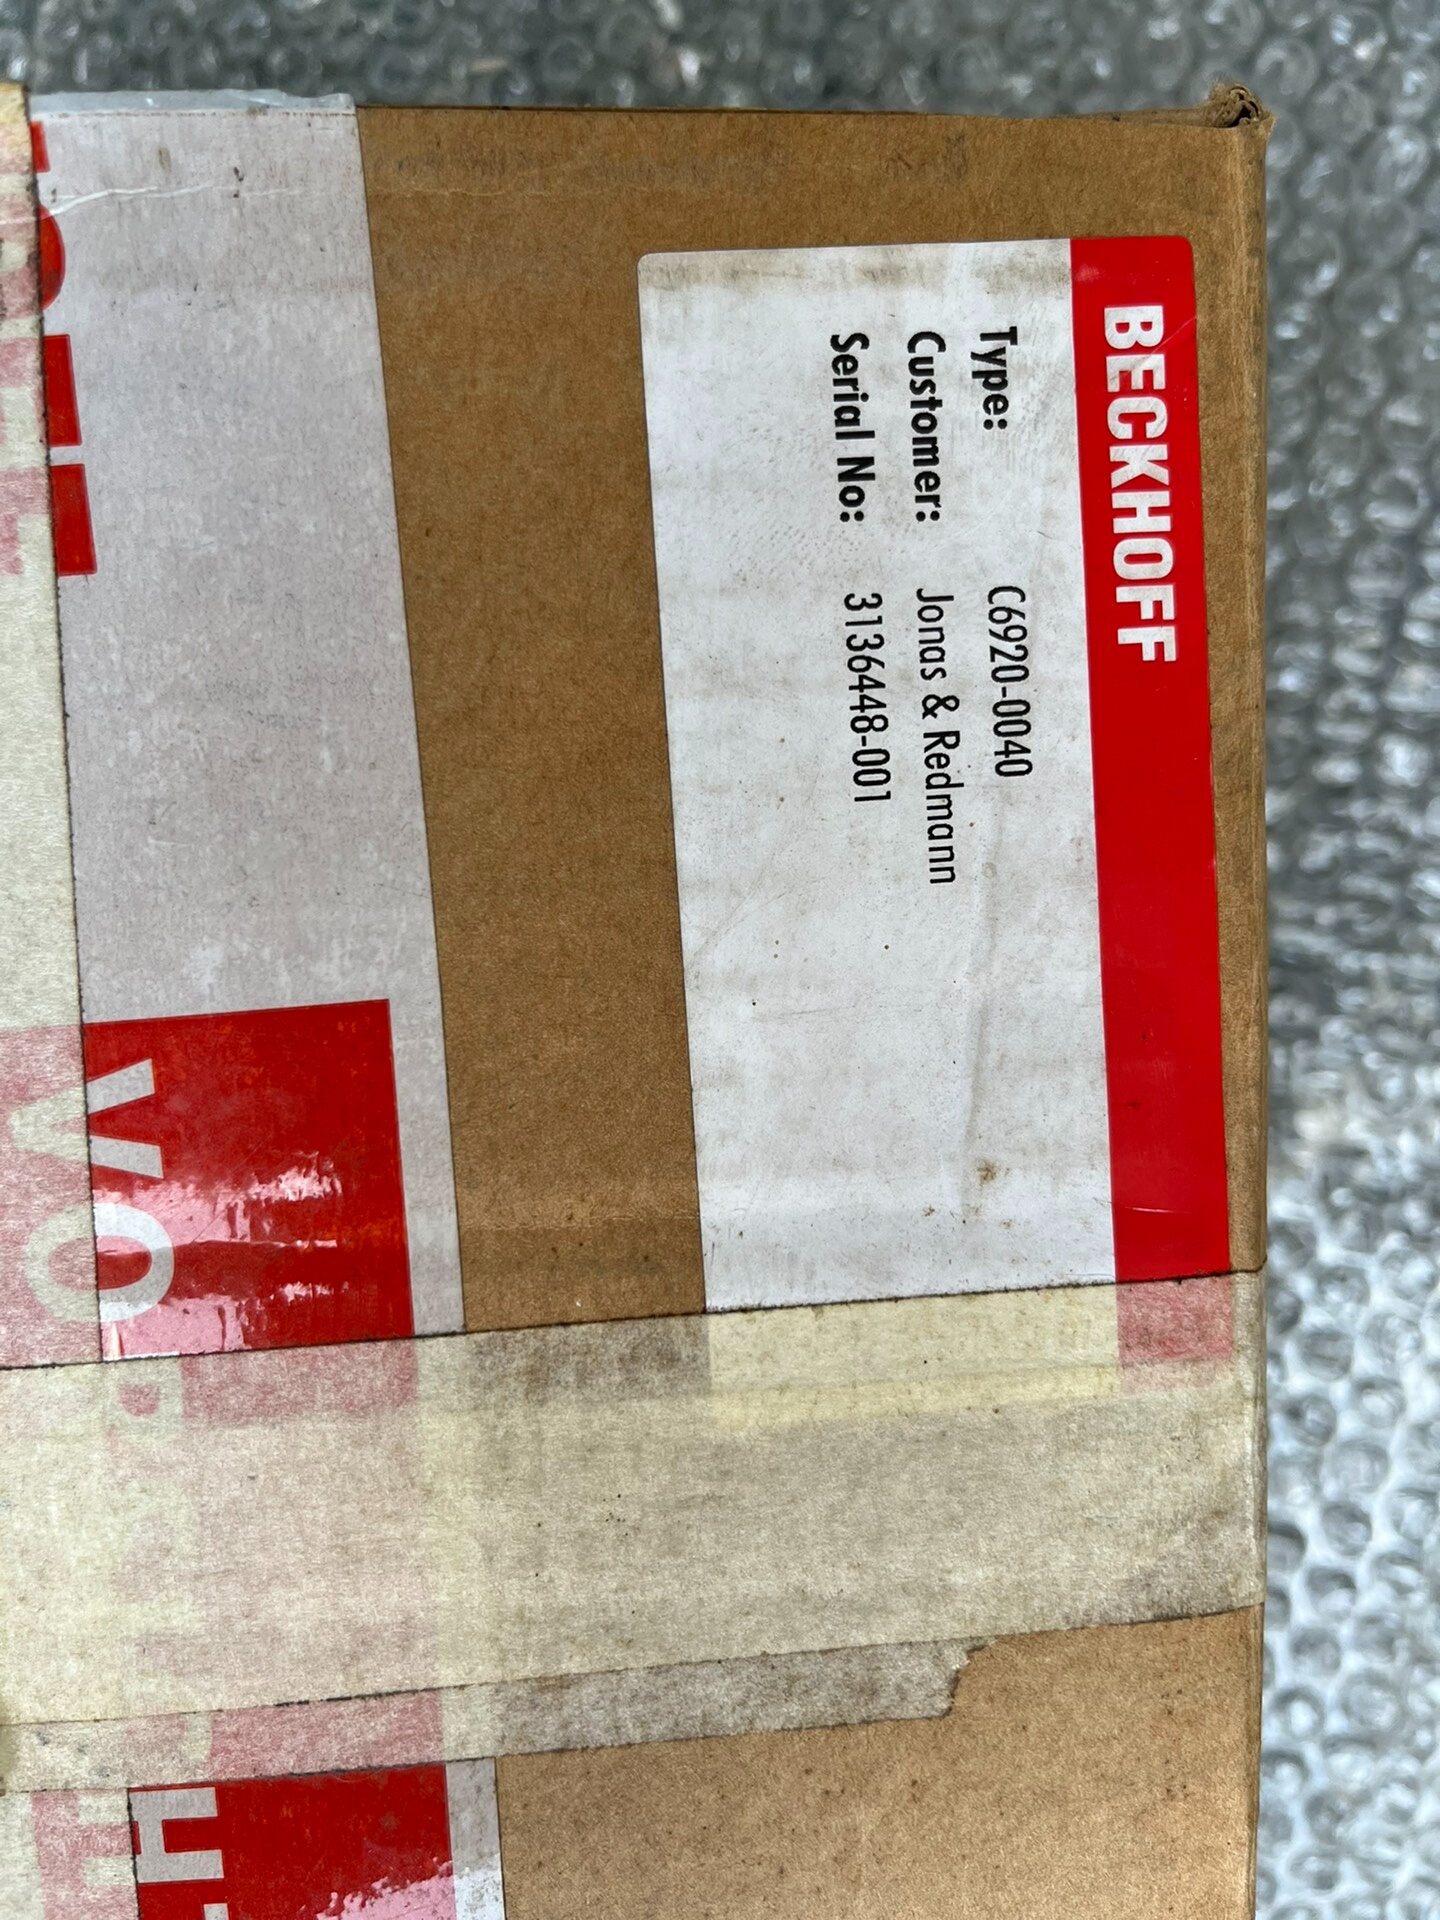 BECKHOFF
Type: C6920-0040
Customer: Jonas & Redmann
Serial No: 3136448-001